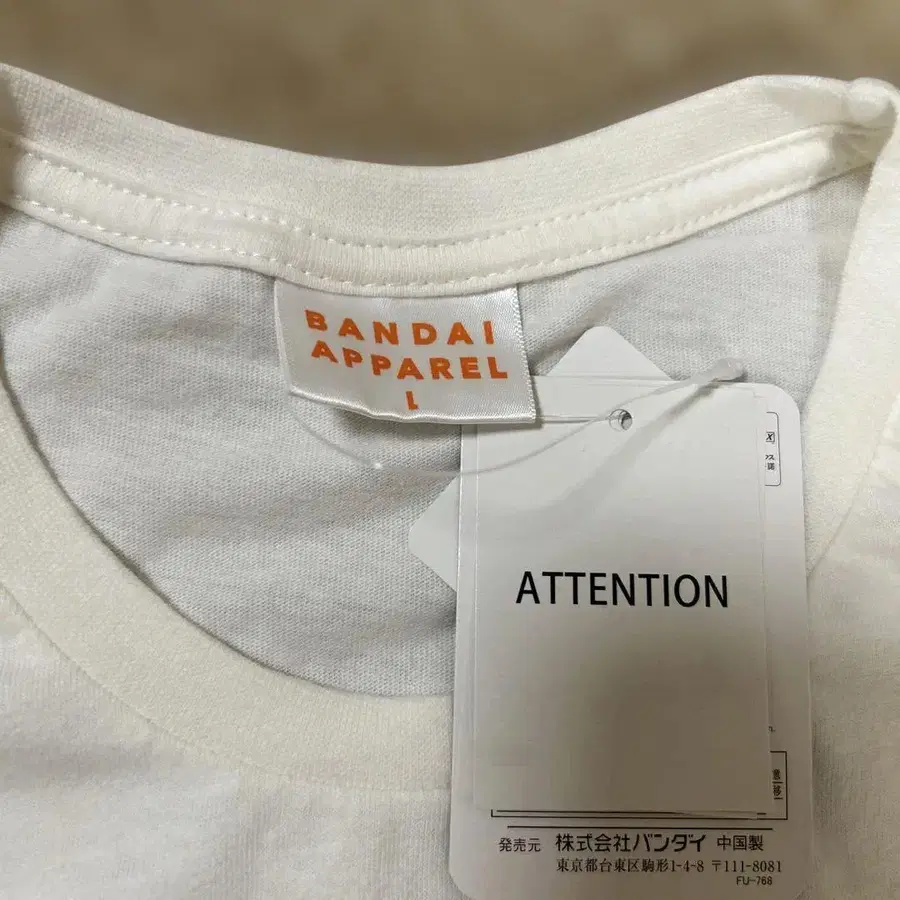 BANDAI
APPAREL
L
ATTENTION
発売元 株式会社バンダイ 中国製
東京都台東区駒形1-4-8 〒111-8081
FU-768